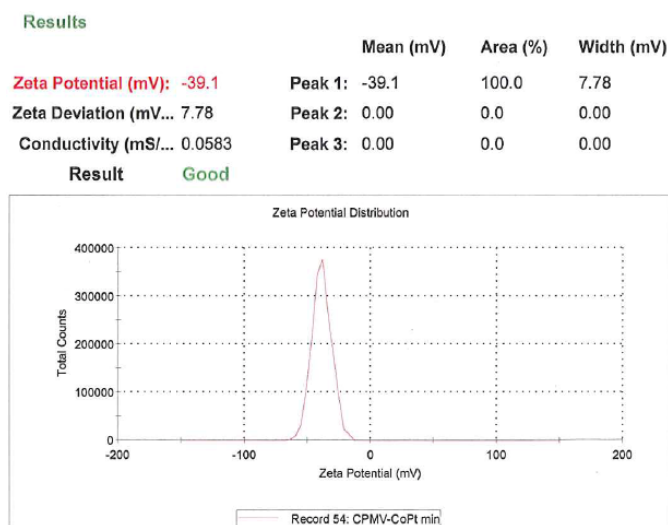 Results
Mean (mV) Area (%) Width (mV)
Zeta Potential (mV): -39.1 Peak 1: -39.1 100.0 7.78
Zeta Deviation (mV... 7.78 Peak 2: 0.00 0.0 0.00
Conductivity (mS/... 0.0583 Peak 3: 0.00 0.0 0.00
Result Good
Zeta Potential Distribution
Total Counts
400000
300000
200000
100000
0
-200 -100 0 100 200
Zeta Potential (mV)
Record 54: CPMV-CoPt min